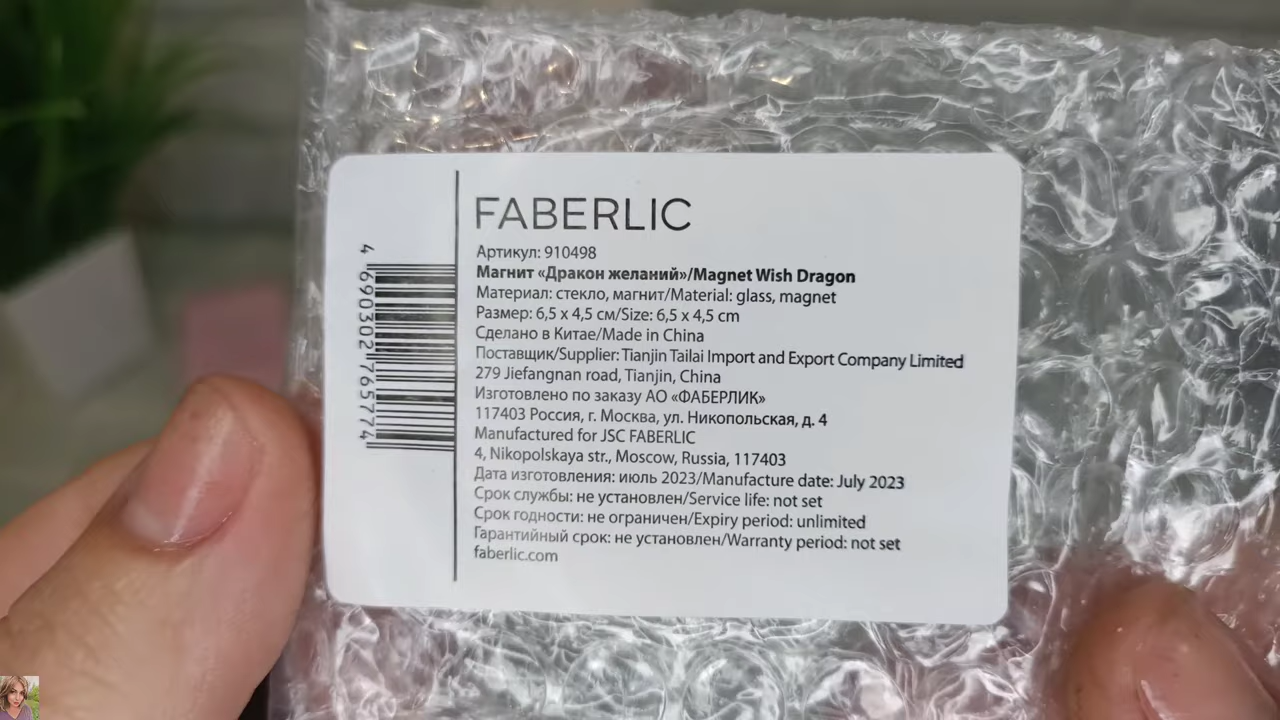 FABERLIC
Артикул: 910498
Магнит «Дракон желаний»/Magnet Wish Dragon
Материал: стекло, магнит/Material: glass, magnet
Размер: 6,5 х 4,5 см/Size: 6,5 x 4,5 cm
Сделано в Китае/Made in China
Поставщик/Supplier: Tianjin Tailai Import and Export Company Limited
279 Jiefangnan road, Tianjin, China
Изготовлено по заказу АО «ФАБЕРЛИК»
117403 Россия, г. Москва, ул. Никопольская, д. 4
Manufactured for JSC FABERLIC
4, Nikopolskaya str., Moscow, Russia, 117403
Дата изготовления: июль 2023/Manufacture date: July 2023
Срок службы: не установлен/Service life: not set
Срок годности: не ограничен/Expiry period: unlimited
Гарантийный срок: не установлен/Warranty period: not set
faberlic.com
4 690302 765774